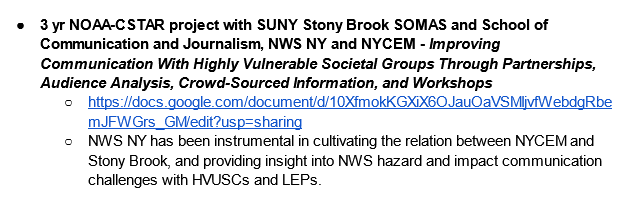 ● 3 yr NOAA-CSTAR project with SUNY Stony Brook SOMAS and School of
Communication and Journalism, NWS NY and NYCEM - Improving
Communication With Highly Vulnerable Societal Groups Through Partnerships,
Audience Analysis, Crowd-Sourced Information, and Workshops
○ https://docs.google.com/document/d/10XfmokKGXiX6OJauOaVSMljvfWebdgRbe
mJFWGrs_GM/edit?usp=sharing
○ NWS NY has been instrumental in cultivating the relation between NYCEM and
Stony Brook, and providing insight into NWS hazard and impact communication
challenges with HVUSCs and LEPs.